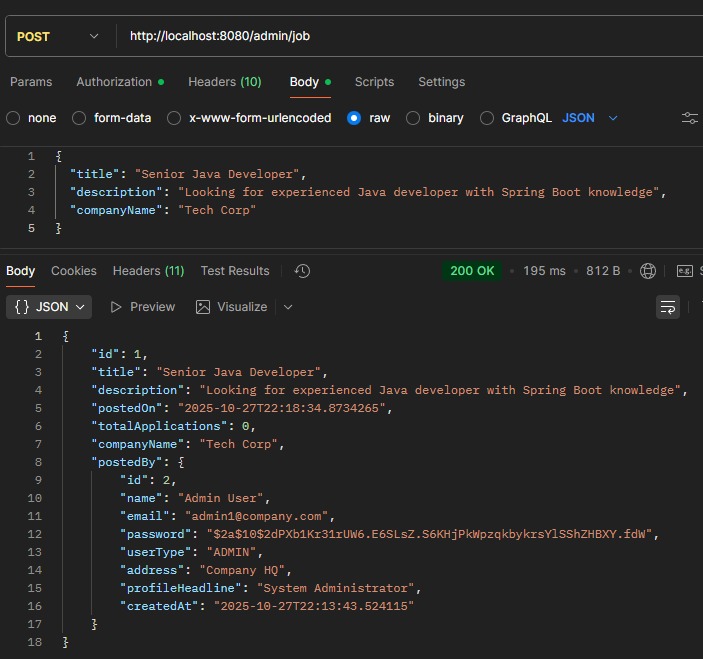 POST http://localhost:8080/admin/job
Params Authorization Headers (10) Body Scripts Settings
none form-data x-www-form-urlencoded raw binary GraphQL JSON
1 {
2 "title": "Senior Java Developer",
3 "description": "Looking for experienced Java developer with Spring Boot knowledge",
4 "companyName": "Tech Corp"
5 }
Body Cookies Headers (11) Test Results 200 OK • 195 ms • 812 B • e.g. S
{} JSON Preview Visualize
1 {
2 "id": 1,
3 "title": "Senior Java Developer",
4 "description": "Looking for experienced Java developer with Spring Boot knowledge",
5 "postedOn": "2025-10-27T22:18:34.8734265",
6 "totalApplications": 0,
7 "companyName": "Tech Corp",
8 "postedBy": {
9 "id": 2,
10 "name": "Admin User",
11 "email": "admin1@company.com",
12 "password": "$2a$10$2dPXb1Kr31rUW6.E6SLsZ.S6KHjPkWpzqkbykrsYlSShZHBXY.fdW",
13 "userType": "ADMIN",
14 "address": "Company HQ",
15 "profileHeadline": "System Administrator",
16 "createdAt": "2025-10-27T22:13:43.524115"
17 }
18 }